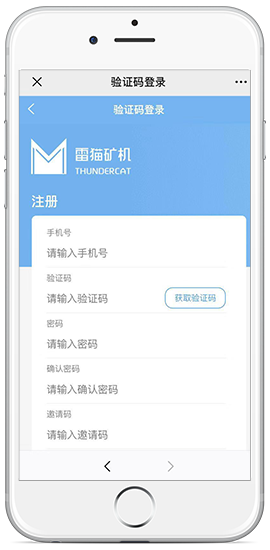 验证码登录
验证码登录
雷猫矿机
THUNDERCAT
注册
手机号
请输入手机号
验证码
请输入验证码 获取验证码
密码
请输入密码
确认密码
请输入确认密码
邀请码
请输入邀请码